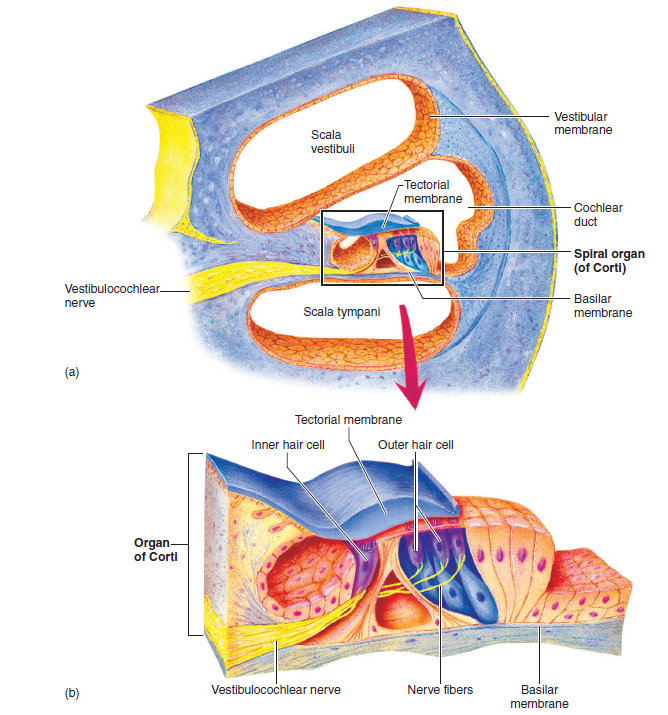 Scala
vestibuli
Vestibular
membrane
Tectorial
membrane
Cochlear
duct
Spiral organ
(of Corti)
Vestibulocochlear
nerve
Scala tympani
Basilar
membrane
(a)
Tectorial membrane
Inner hair cell
Outer hair cell
Organ
of Corti
(b)
Vestibulocochlear nerve
Nerve fibers
Basilar
membrane